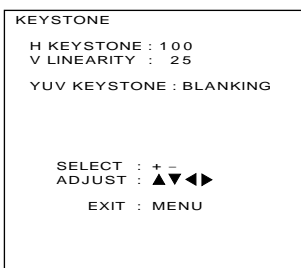 KEYSTONE
H KEYSTONE : 100
V LINEARITY : 25
YUV KEYSTONE : BLANKING
SELECT : + –
ADJUST : ▲▼◀▶
EXIT : MENU